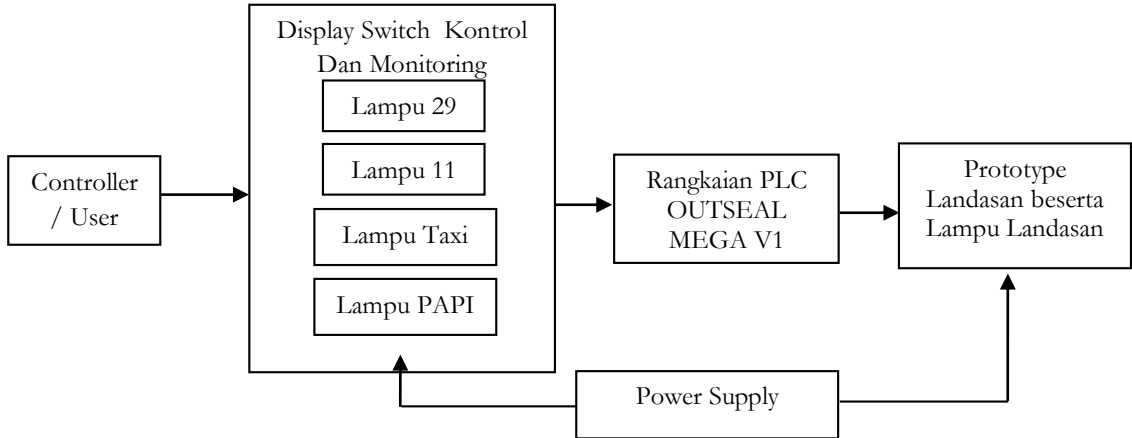 Display Switch Kontrol
Dan Monitoring
Lampu 29
Lampu 11
Lampu Taxi
Lampu PAPI
Controller
/ User
Rangkaian PLC
OUTSEAL
MEGA V1
Prototype
Landasan beserta
Lampu Landasan
Power Supply